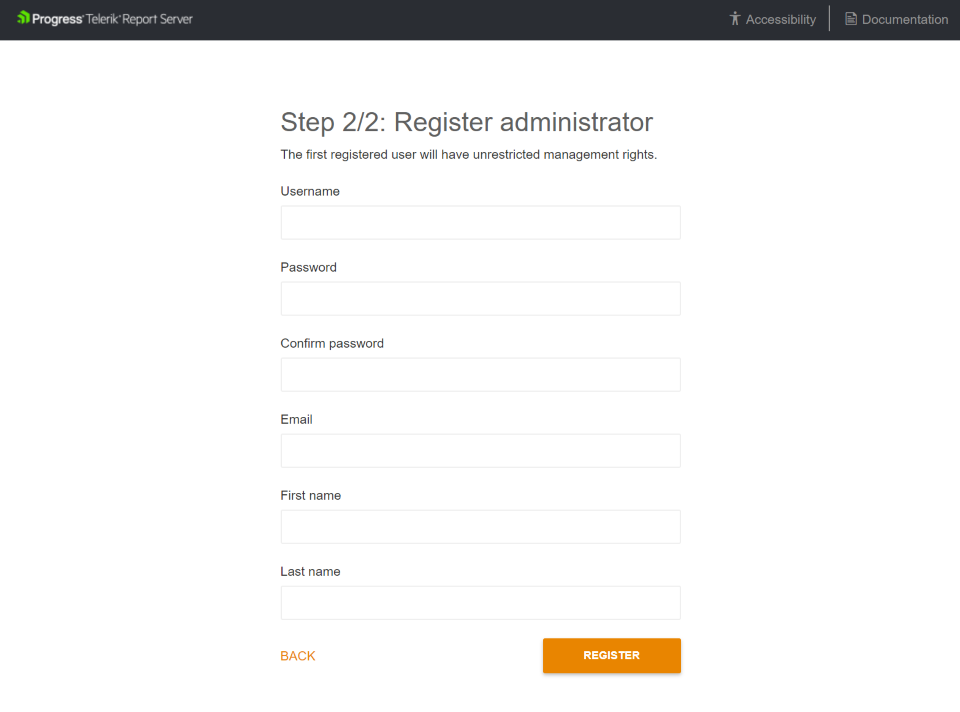 Progress Telerik Report Server
Accessibility
Documentation
Step 2/2: Register administrator
The first registered user will have unrestricted management rights.
Username
Password
Confirm password
Email
First name
Last name
BACK
REGISTER